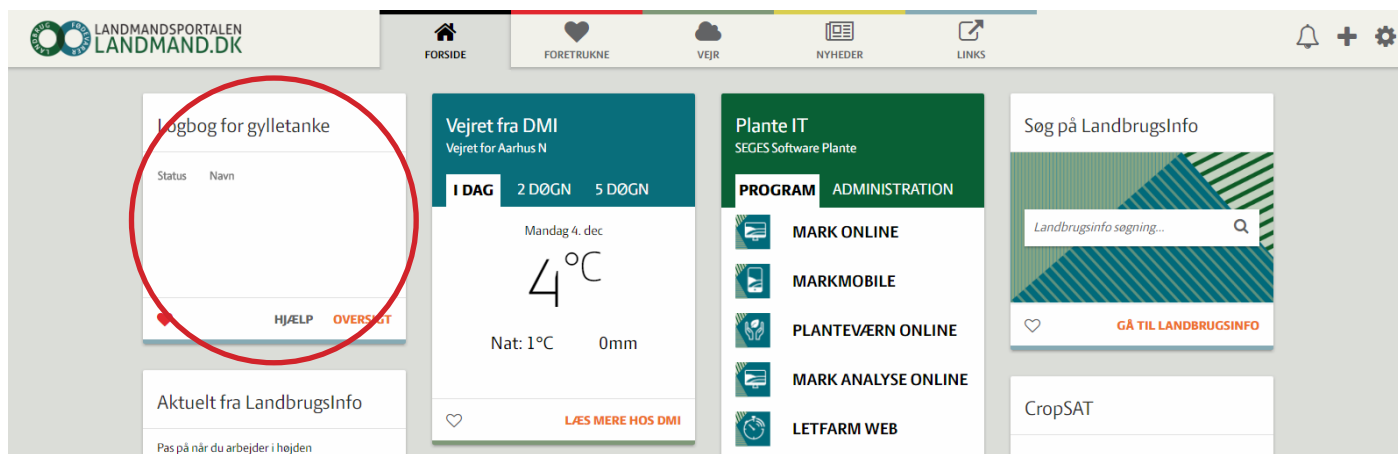 LANDBRUG
FØDEVARER
LANDMANDSPORTALEN
LANDMAND.DK
FORSIDE
FORETRUKNE
VEJR
NYHEDER
LINKS
Logbog for gylletanke
Status Navn
HJÆLP OVERSIGT
Aktuelt fra LandbrugsInfo
Pas på når du arbejder i højden
Vejret fra DMI
Vejret for Aarhus N
I DAG 2 DØGN 5 DØGN
Mandag 4. dec
4°C
Nat: 1°C 0mm
LÆS MERE HOS DMI
Plante IT
SEGES Software Plante
PROGRAM ADMINISTRATION
MARK ONLINE
MARKMOBILE
PLANTEVÆRN ONLINE
MARK ANALYSE ONLINE
LETFARM WEB
Søg på LandbrugsInfo
Landbrugsinfo søgning...
GÅ TIL LANDBRUGSINFO
CropSAT